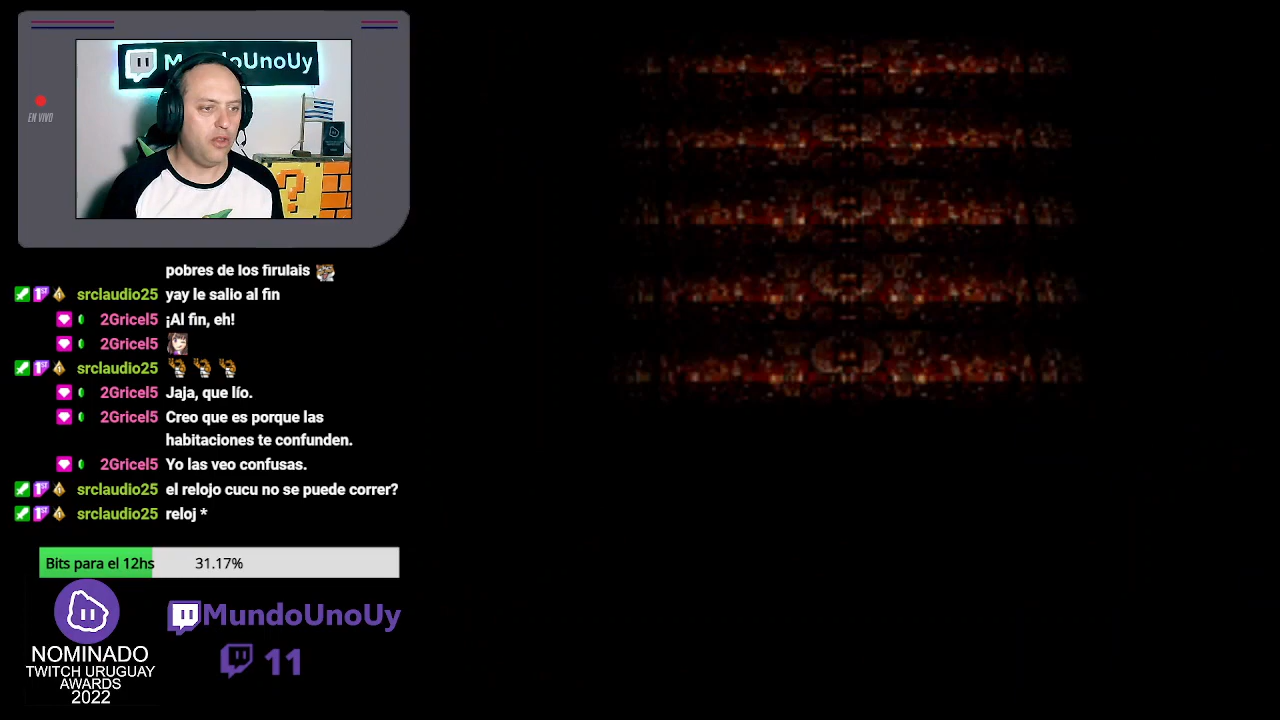 MundoUnoUy
EN VIVO
pobres de los firulais
srclaudio25 yay le salio al fin
2Gricel5 ¡Al fin, eh!
2Gricel5
srclaudio25
2Gricel5 Jaja, que lío.
2Gricel5 Creo que es porque las
habitaciones te confunden.
2Gricel5 Yo las veo confusas.
srclaudio25 el relojo cucu no se puede correr?
srclaudio25 reloj *
Bits para el 12hs 31.17%
MundoUnoUy
11
NOMINADO
TWITCH URUGUAY
AWARDS
2022